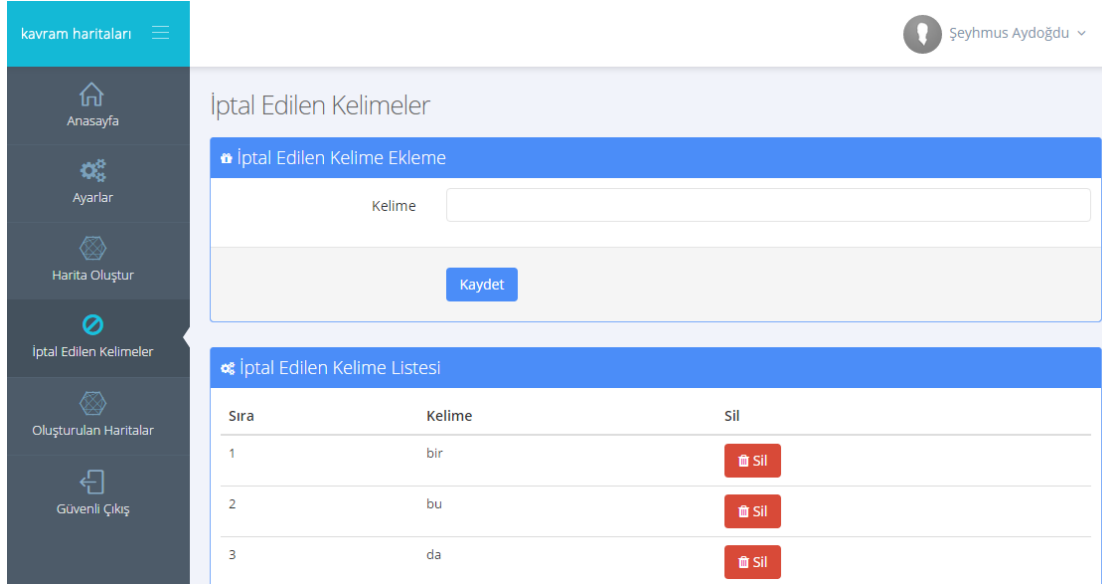 kavram haritaları
Şeyhmus Aydoğdu
Anasayfa
Ayarlar
Harita Oluştur
İptal Edilen Kelimeler
Oluşturulan Haritalar
Güvenli Çıkış
İptal Edilen Kelimeler
İptal Edilen Kelime Ekleme
Kelime
Kaydet
İptal Edilen Kelime Listesi
Sıra Kelime Sil
1 bir Sil
2 bu Sil
3 da Sil